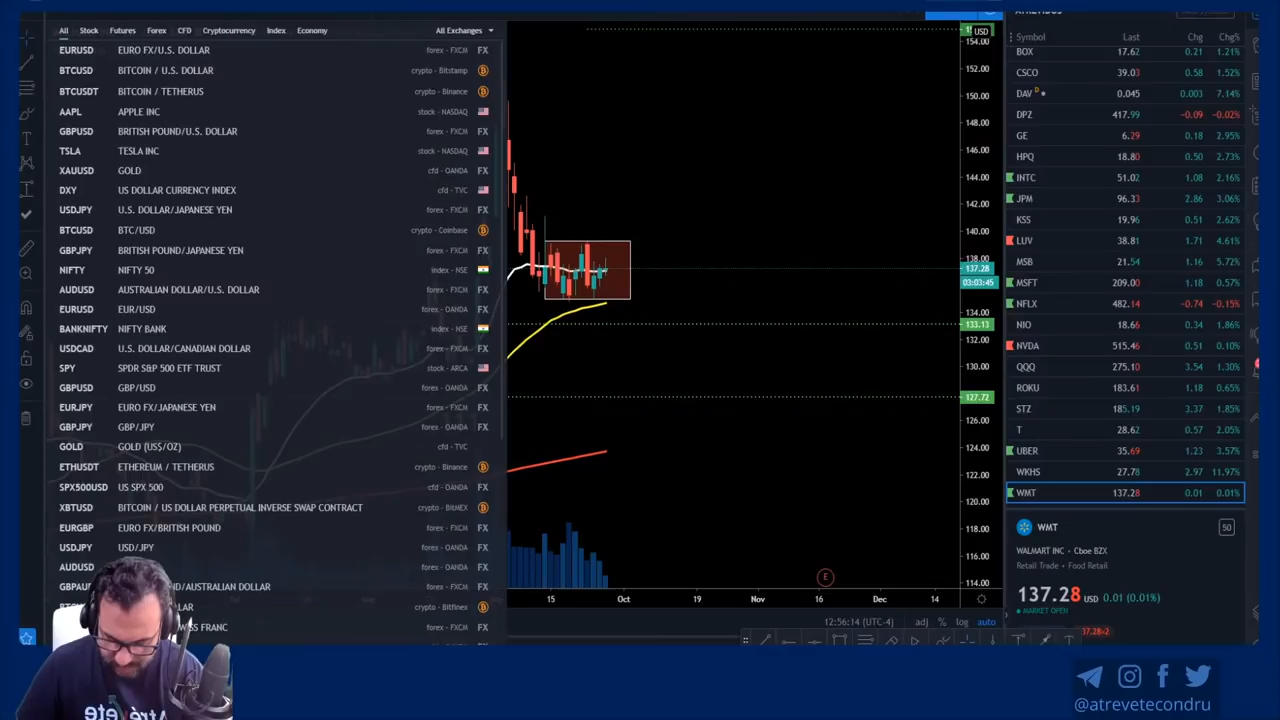 All Stock Futures Forex CFD Cryptocurrency Index Economy All Exchanges
EURUSD EURO FX/U.S. DOLLAR forex - FXCM FX
BTCUSD BITCOIN / U.S. DOLLAR crypto - Bitstamp
BTCUSDT BITCOIN / TETHERUS crypto - Binance
AAPL APPLE INC stock - NASDAQ
GBPUSD BRITISH POUND/U.S. DOLLAR forex - FXCM FX
TSLA TESLA INC stock - NASDAQ
XAUUSD GOLD cfd - OANDA FX
DXY US DOLLAR CURRENCY INDEX cfd - TVC
USDJPY U.S. DOLLAR/JAPANESE YEN forex - FXCM FX
BTCUSD BTC/USD crypto - Coinbase
GBPJPY BRITISH POUND/JAPANESE YEN forex - FXCM FX
NIFTY NIFTY 50 index - NSE
AUDUSD AUSTRALIAN DOLLAR/U.S. DOLLAR forex - FXCM FX
EURUSD EUR/USD forex - OANDA FX
BANKNIFTY NIFTY BANK index - NSE
USDCAD U.S. DOLLAR/CANADIAN DOLLAR forex - FXCM FX
SPY SPDR S&P 500 ETF TRUST stock - ARCA
GBPUSD GBP/USD forex - OANDA FX
EURJPY EURO FX/JAPANESE YEN forex - FXCM FX
GBPJPY GBP/JPY forex - OANDA FX
GOLD GOLD (US$/OZ) cfd - TVC
ETHUSDT ETHEREUM / TETHERUS crypto - Binance
SPX500USD US SPX 500 cfd - OANDA FX
XBTUSD BITCOIN / US DOLLAR PERPETUAL INVERSE SWAP CONTRACT crypto - BitMEX
EURGBP EURO FX/BRITISH POUND forex - FXCM FX
USDJPY USD/JPY forex - OANDA FX
AUDUSD forex - OANDA FX
GBPAU /AUSTRALIAN DOLLAR forex - FXCM FX
LAR crypto - Bitfinex
FRANC forex - FXCM FX
USD
154.00
152.00
150.00
148.00
146.00
144.00
142.00
140.00
138.00
137.28
03:03:45
134.00
133.13
132.00
130.00
127.72
124.00
122.00
120.00
118.00
116.00
114.00
E
15 Oct 19 Nov 16 Dec 14
12:56:14 (UTC-4) adj % log auto
Symbol Last Chg Chg%
BOX 17.62 0.21 1.21%
CSCO 39.03 0.58 1.52%
DAV D 0.045 0.003 7.14%
DPZ 417.99 -0.09 -0.02%
GE 6.29 0.18 2.95%
HPQ 18.80 0.50 2.73%
INTC 51.02 1.08 2.16%
JPM 96.33 2.86 3.06%
KSS 19.96 0.51 2.62%
LUV 38.81 1.71 4.61%
MSB 21.54 1.16 5.72%
MSFT 209.00 1.18 0.57%
NFLX 482.14 -0.74 -0.15%
NIO 18.66 0.34 1.86%
NVDA 515.46 0.51 0.10%
QQQ 275.10 3.54 1.30%
ROKU 183.61 1.18 0.65%
STZ 185.19 3.37 1.85%
T 28.62 0.57 2.05%
UBER 35.69 1.23 3.57%
WKHS 27.78 2.97 11.97%
WMT 137.28 0.01 0.01%
WMT 50
WALMART INC • Cboe BZX
Retail Trade • Food Retail
137.28 USD 0.01 (0.01%)
MARKET OPEN
137.28×2
@atrevetecondru